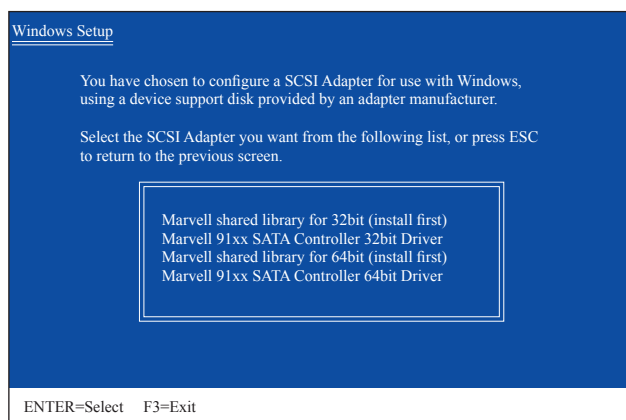 Windows Setup
You have chosen to configure a SCSI Adapter for use with Windows,
using a device support disk provided by an adapter manufacturer.
Select the SCSI Adapter you want from the following list, or press ESC
to return to the previous screen.
Marvell shared library for 32bit (install first)
Marvell 91xx SATA Controller 32bit Driver
Marvell shared library for 64bit (install first)
Marvell 91xx SATA Controller 64bit Driver
ENTER=Select F3=Exit